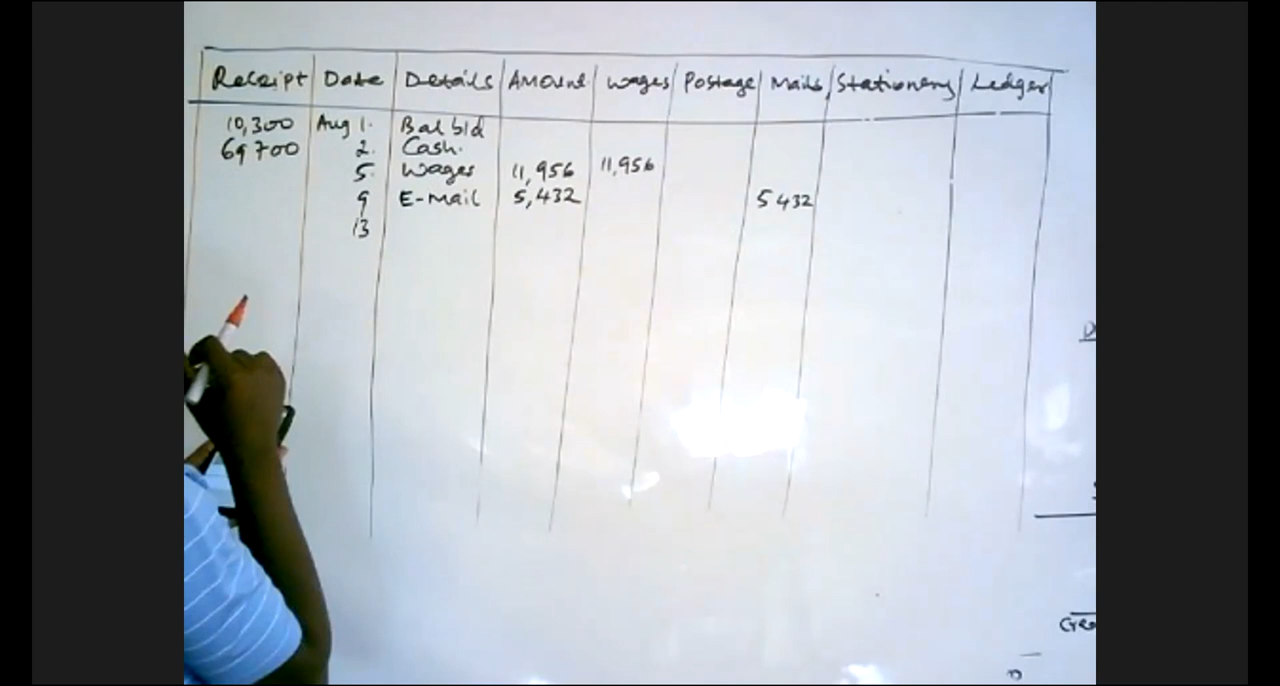 Receipt Date Details Amount Wages Postage Mails Stationery Ledger
10,300 Aug 1. Bal b/d
69700 2. Cash.
5. Wages 11,956 11,956
9 E-Mail 5,432 5432
13